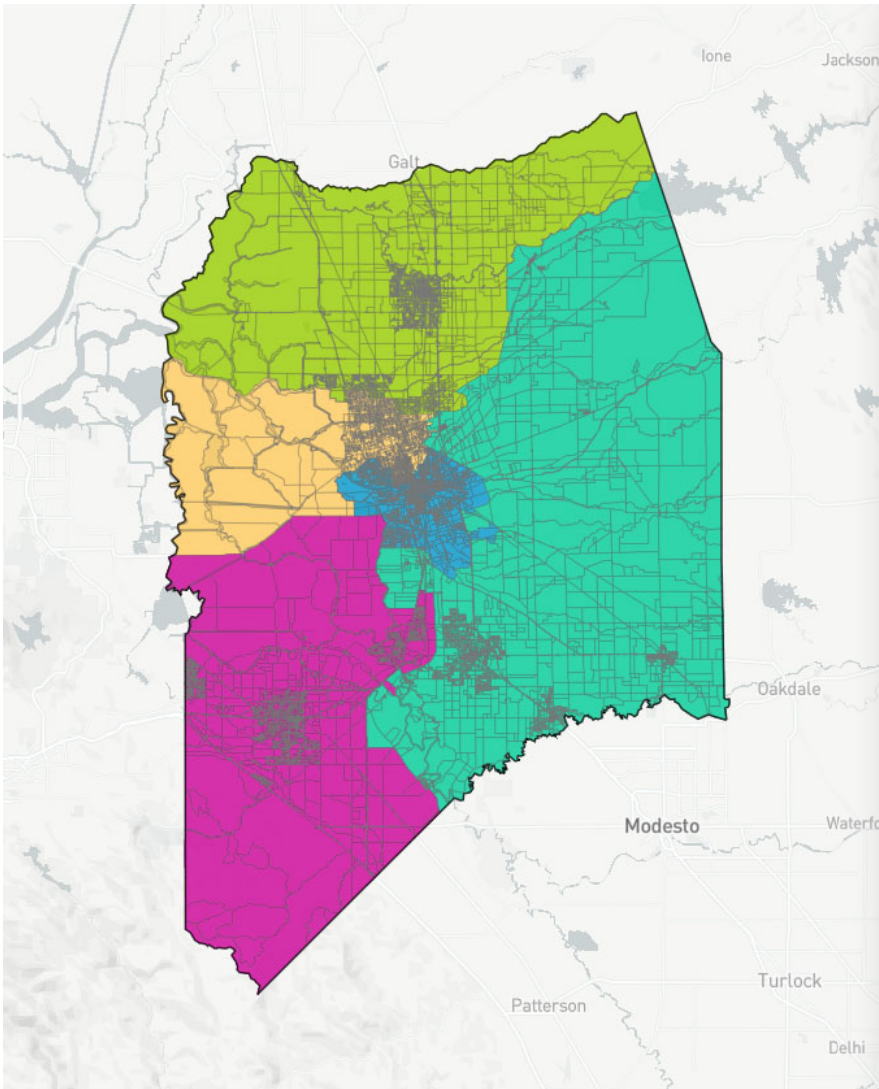 Ione
Jackson
Galt
Oakdale
Modesto
Waterfo
Turlock
Patterson
Delhi